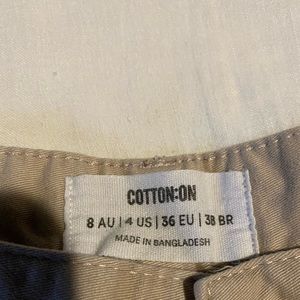 COTTON:ON
8 AU | 4 US | 36 EU | 38 BR
MADE IN BANGLADESH